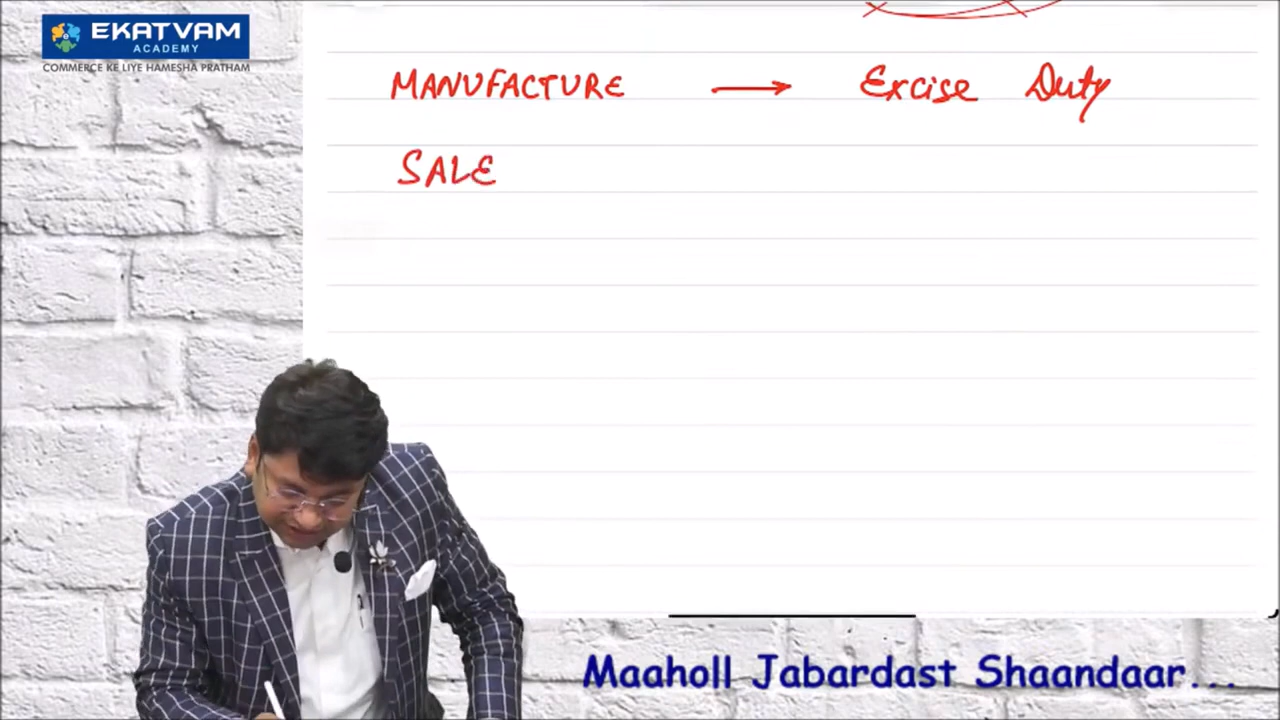 EKATVAM
ACADEMY
COMMERCE KE LIYE HAMESHA PRATHAM
MANUFACTURE → Excise Duty
SALE
Maaholl Jabardast Shaandaar...